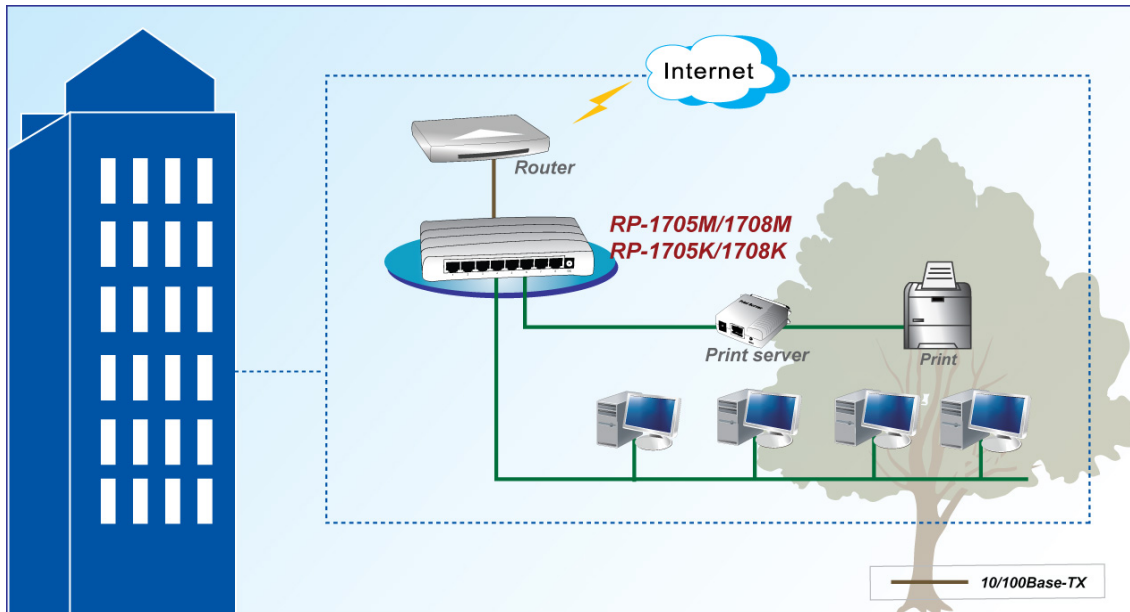 Internet
Router
RP-1705M/1708M
RP-1705K/1708K
Print server
Print
10/100Base-TX